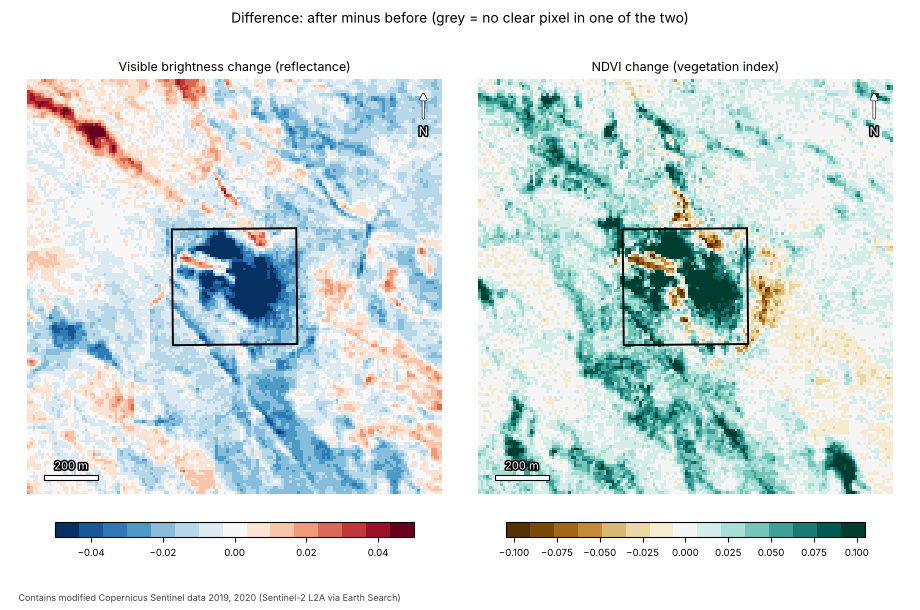 Difference: after minus before (grey = no clear pixel in one of the two)
Visible brightness change (reflectance)
NDVI change (vegetation index)
N
N
200 m
200 m
−0.04 −0.02 0.00 0.02 0.04
−0.100 −0.075 −0.050 −0.025 0.000 0.025 0.050 0.075 0.100
Contains modified Copernicus Sentinel data 2019, 2020 (Sentinel-2 L2A via Earth Search)